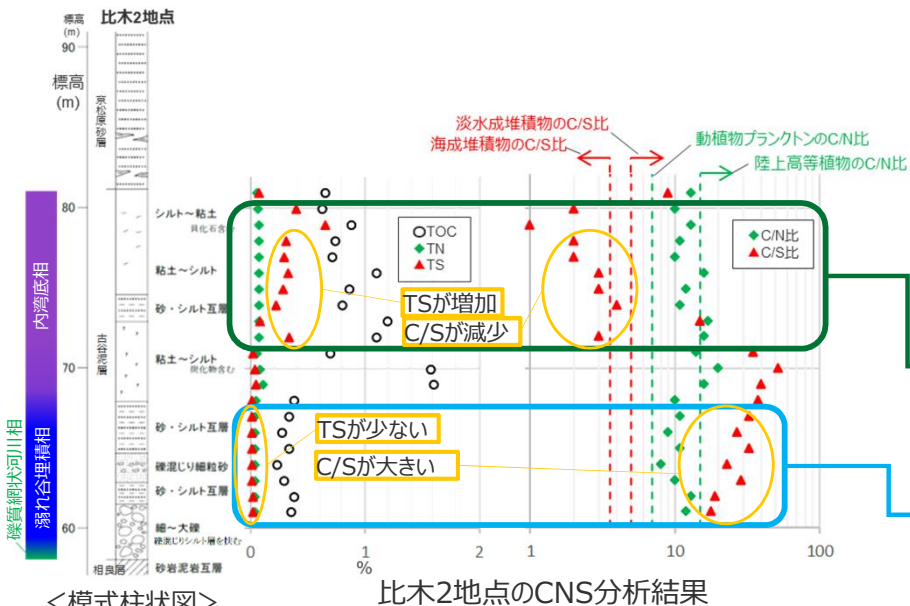 比木2地点
標高
(m)
90
標高
(m)
80
70
60
京松原砂層
古谷泥層
相良層
内湾底相
溺れ谷埋積相
礫質網状河川相
シルト～粘土
貝化石含む
粘土～シルト
砂・シルト互層
粘土～シルト
炭化物含む
砂・シルト互層
礫混じり細粒砂
砂・シルト互層
細～大礫
礫混じりシルト層を挟む
砂岩泥岩互層
淡水成堆積物のC/S比
海成堆積物のC/S比
動植物プランクトンのC/N比
陸上高等植物のC/N比
TOC
TN
TS
C/N比
C/S比
TSが増加
C/Sが減少
TSが少ない
C/Sが大きい
0 1 2 1 10 100
%
比木2地点のCNS分析結果
＜模式柱状図＞